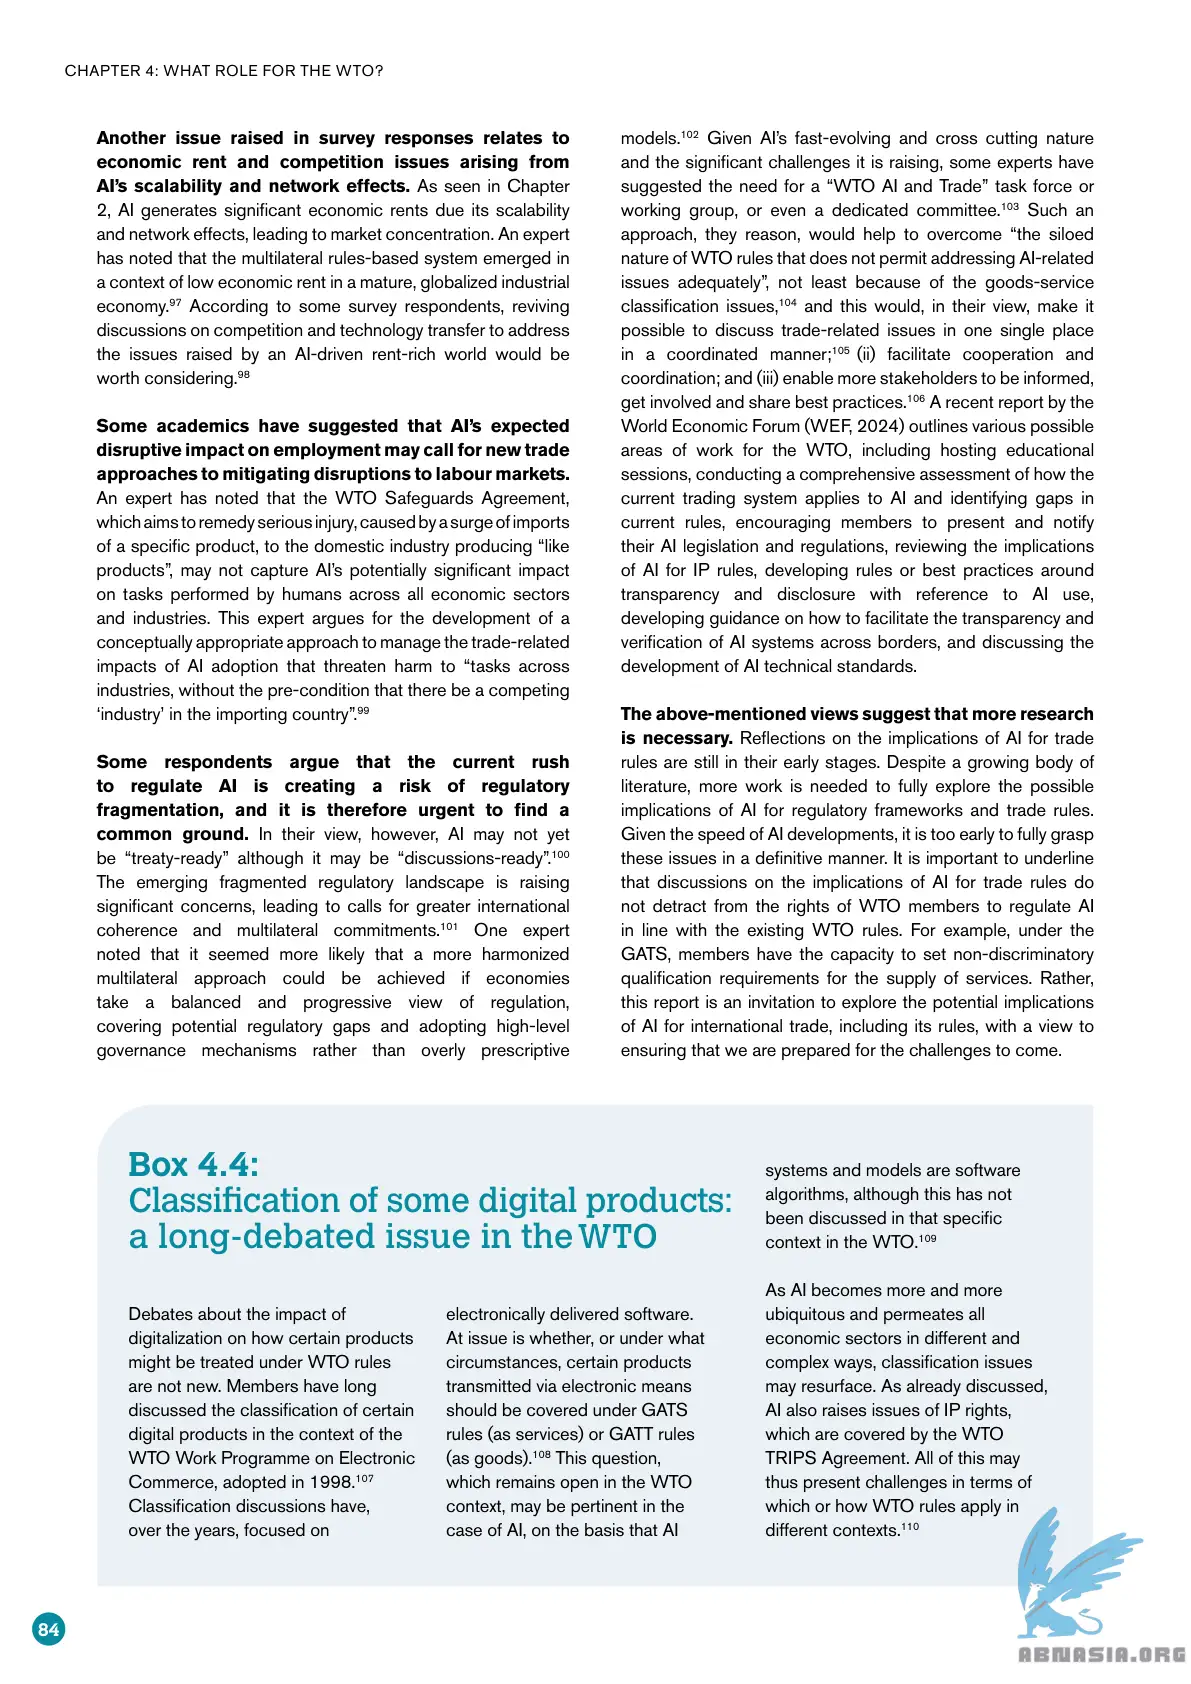 CHAPTER 4: WHAT ROLE FOR THE WTO?
Another issue raised in survey responses relates to
economic rent and competition issues arising from
AI’s scalability and network effects. As seen in Chapter
2, AI generates significant economic rents due its scalability
and network effects, leading to market concentration. An expert
has noted that the multilateral rules-based system emerged in
a context of low economic rent in a mature, globalized industrial
economy.97 According to some survey respondents, reviving
discussions on competition and technology transfer to address
the issues raised by an AI-driven rent-rich world would be
worth considering.98
Some academics have suggested that AI’s expected
disruptive impact on employment may call for new trade
approaches to mitigating disruptions to labour markets.
An expert has noted that the WTO Safeguards Agreement,
which aims to remedy serious injury, caused by a surge of imports
of a specific product, to the domestic industry producing “like
products”, may not capture AI’s potentially significant impact
on tasks performed by humans across all economic sectors
and industries. This expert argues for the development of a
conceptually appropriate approach to manage the trade-related
impacts of AI adoption that threaten harm to “tasks across
industries, without the pre-condition that there be a competing
‘industry’ in the importing country”.99
Some respondents argue that the current rush
to regulate AI is creating a risk of regulatory
fragmentation, and it is therefore urgent to find a
common ground. In their view, however, AI may not yet
be “treaty-ready” although it may be “discussions-ready”.100
The emerging fragmented regulatory landscape is raising
significant concerns, leading to calls for greater international
coherence and multilateral commitments.101 One expert
noted that it seemed more likely that a more harmonized
multilateral approach could be achieved if economies
take a balanced and progressive view of regulation,
covering potential regulatory gaps and adopting high-level
governance mechanisms rather than overly prescriptive
models.102 Given AI’s fast-evolving and cross cutting nature
and the significant challenges it is raising, some experts have
suggested the need for a “WTO AI and Trade” task force or
working group, or even a dedicated committee.103 Such an
approach, they reason, would help to overcome “the siloed
nature of WTO rules that does not permit addressing AI-related
issues adequately”, not least because of the goods-service
classification issues,104 and this would, in their view, make it
possible to discuss trade-related issues in one single place
in a coordinated manner;105 (ii) facilitate cooperation and
coordination; and (iii) enable more stakeholders to be informed,
get involved and share best practices.106 A recent report by the
World Economic Forum (WEF, 2024) outlines various possible
areas of work for the WTO, including hosting educational
sessions, conducting a comprehensive assessment of how the
current trading system applies to AI and identifying gaps in
current rules, encouraging members to present and notify
their AI legislation and regulations, reviewing the implications
of AI for IP rules, developing rules or best practices around
transparency and disclosure with reference to AI use,
developing guidance on how to facilitate the transparency and
verification of AI systems across borders, and discussing the
development of AI technical standards.
The above-mentioned views suggest that more research
is necessary. Reflections on the implications of AI for trade
rules are still in their early stages. Despite a growing body of
literature, more work is needed to fully explore the possible
implications of AI for regulatory frameworks and trade rules.
Given the speed of AI developments, it is too early to fully grasp
these issues in a definitive manner. It is important to underline
that discussions on the implications of AI for trade rules do
not detract from the rights of WTO members to regulate AI
in line with the existing WTO rules. For example, under the
GATS, members have the capacity to set non-discriminatory
qualification requirements for the supply of services. Rather,
this report is an invitation to explore the potential implications
of AI for international trade, including its rules, with a view to
ensuring that we are prepared for the challenges to come.
Box 4.4:
Classification of some digital products:
a long-debated issue in the WTO
Debates about the impact of
digitalization on how certain products
might be treated under WTO rules
are not new. Members have long
discussed the classification of certain
digital products in the context of the
WTO Work Programme on Electronic
Commerce, adopted in 1998.107
Classification discussions have,
over the years, focused on
electronically delivered software.
At issue is whether, or under what
circumstances, certain products
transmitted via electronic means
should be covered under GATS
rules (as services) or GATT rules
(as goods).108 This question,
which remains open in the WTO
context, may be pertinent in the
case of AI, on the basis that AI
systems and models are software
algorithms, although this has not
been discussed in that specific
context in the WTO.109
As AI becomes more and more
ubiquitous and permeates all
economic sectors in different and
complex ways, classification issues
may resurface. As already discussed,
AI also raises issues of IP rights,
which are covered by the WTO
TRIPS Agreement. All of this may
thus present challenges in terms of
which or how WTO rules apply in
different contexts.110
84
ABNASIA.ORG